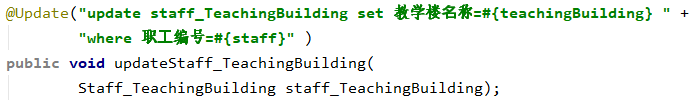 @Update("update staff_TeachingBuilding set 教学楼名称=#{teachingBuilding} " +
"where 职工编号=#{staff}" )
public void updateStaff_TeachingBuilding(
Staff_TeachingBuilding staff_TeachingBuilding);